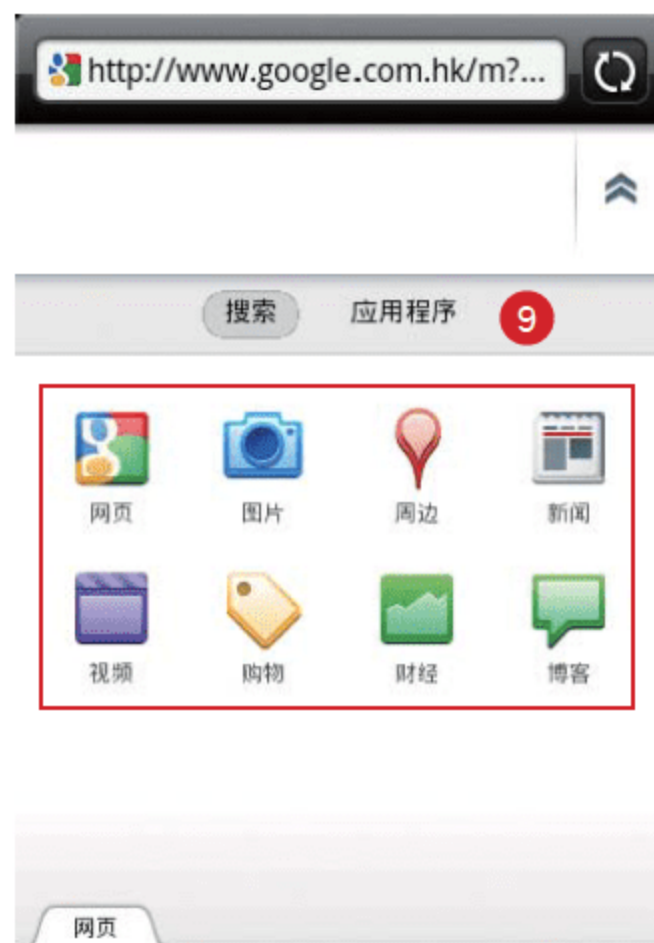 http://www.google.com.hk/m?...
搜索 应用程序 9
网页 图片 周边 新闻
视频 购物 财经 博客
网页